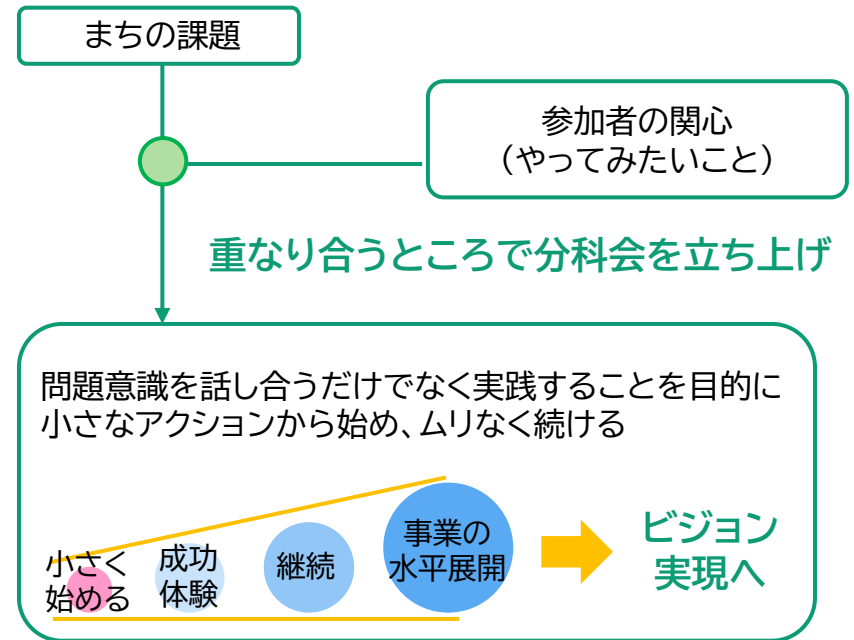 まちの課題
参加者の関心
（やってみたいこと）
重なり合うところで分科会を立ち上げ
問題意識を話し合うだけでなく実践することを目的に
小さなアクションから始め、ムリなく続ける
小さく
始める
成功
体験
継続
事業の
水平展開
ビジョン
実現へ